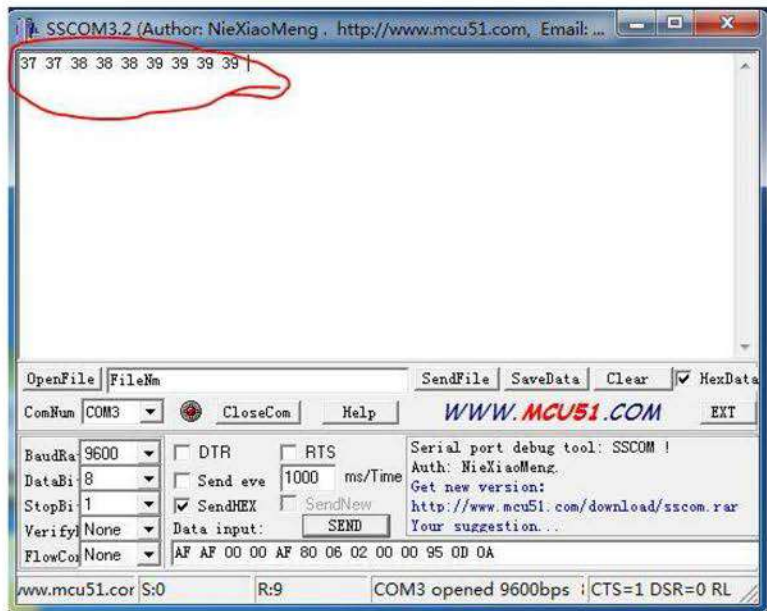 SSCOM3.2 (Author: NieXiaoMeng . http://www.mcu51.com, Email: ...
37 37 38 38 38 39 39 39 39
OpenFile FileNm SendFile SaveData Clear HexData
ComNum COM3 CloseCom Help WWW.MCU51.COM EXT
BaudRa 9600 DTR RTS Serial port debug tool: SSCOM !
DataBi 8 Send eve 1000 ms/Time Auth: NieXiaoMeng.
Get new version:
StopBi 1 SendHEX SendNew http://www.mcu51.com/download/sscom.rar
Verify None Data input: SEND Your suggestion...
FlowCo None AF AF 00 00 AF 80 06 02 00 00 95 0D 0A
www.mcu51.cor S:0 R:9 COM3 opened 9600bps CTS=1 DSR=0 RL